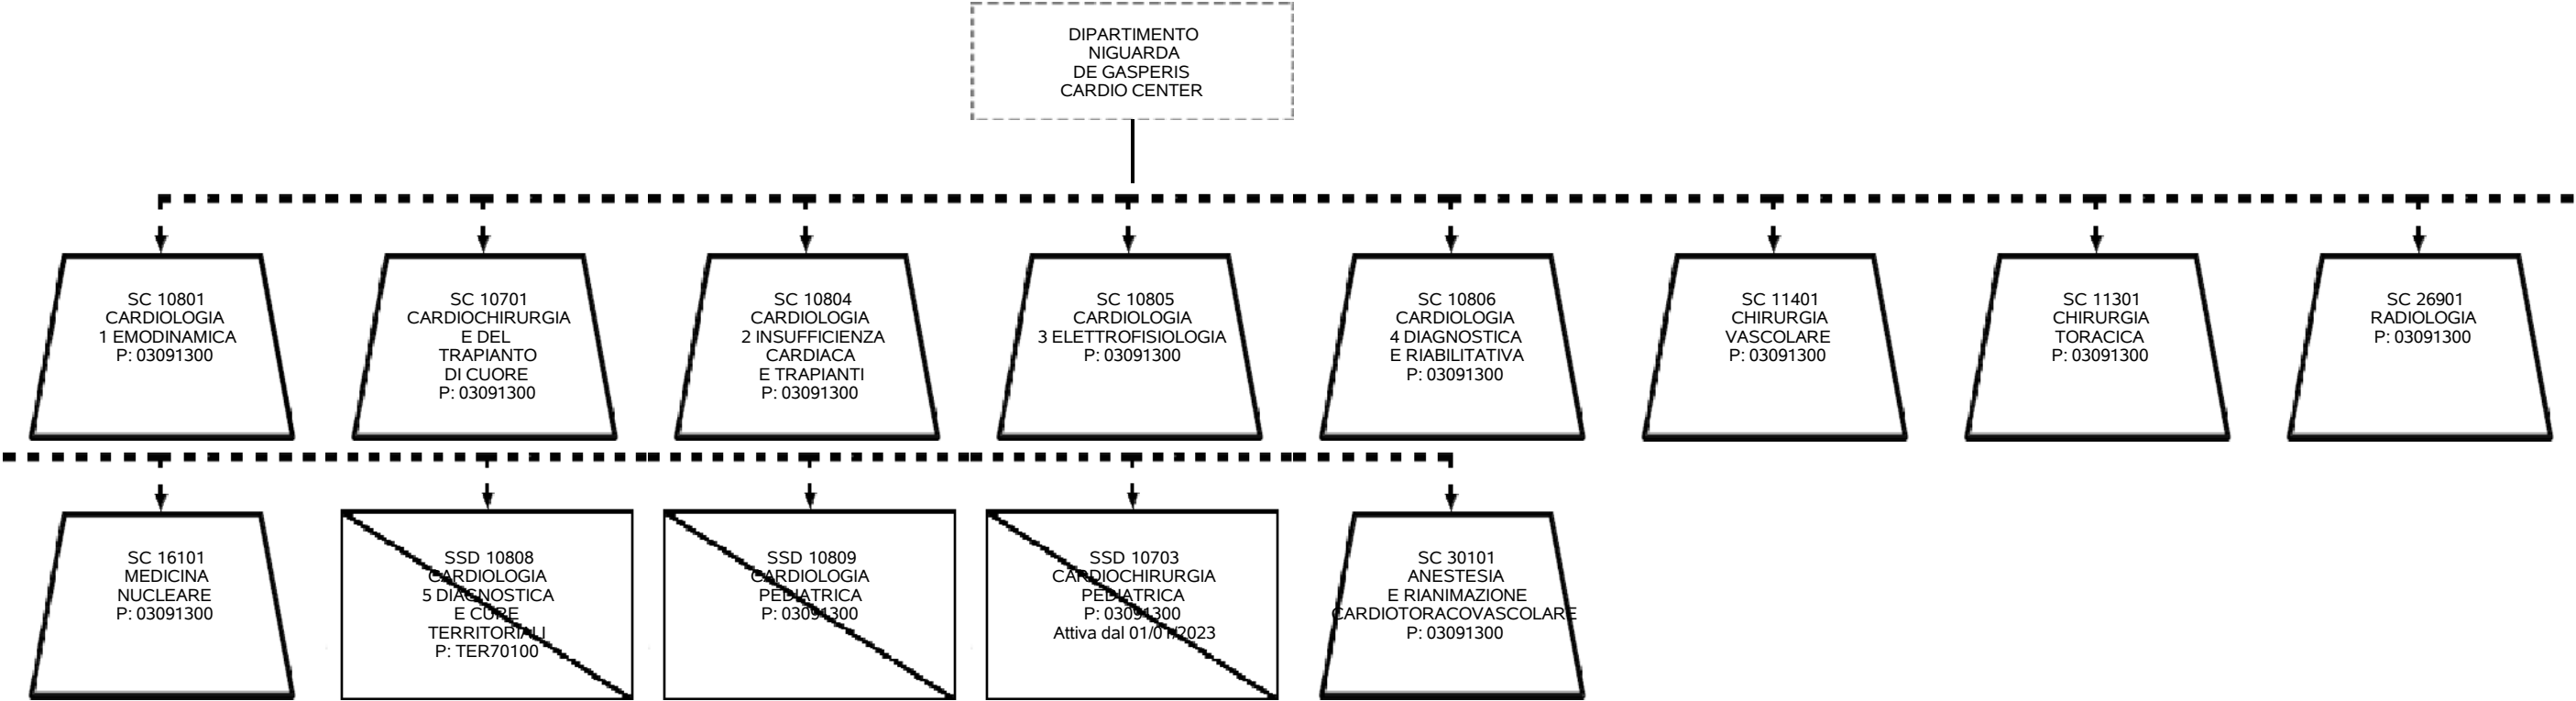 DIPARTIMENTO
NIGUARDA
DE GASPERIS
CARDIO CENTER
SC 10801
CARDIOLOGIA
1 EMODINAMICA
P: 03091300
SC 10701
CARDIOCHIRURGIA
E DEL
TRAPIANTO
DI CUORE
P: 03091300
SC 10804
CARDIOLOGIA
2 INSUFFICIENZA
CARDIACA
E TRAPIANTI
P: 03091300
SC 10805
CARDIOLOGIA
3 ELETTROFISIOLOGIA
P: 03091300
SC 10806
CARDIOLOGIA
4 DIAGNOSTICA
E RIABILITATIVA
P: 03091300
SC 11401
CHIRURGIA
VASCOLARE
P: 03091300
SC 11301
CHIRURGIA
TORACICA
P: 03091300
SC 26901
RADIOLOGIA
P: 03091300
SC 16101
MEDICINA
NUCLEARE
P: 03091300
SSD 10808
CARDIOLOGIA
5 DIAGNOSTICA
E CURE
TERRITORIALI
P: TER70100
SSD 10809
CARDIOLOGIA
PEDIATRICA
P: 03091300
SSD 10703
CARDIOCHIRURGIA
PEDIATRICA
P: 03091300
Attiva dal 01/01/2023
SC 30101
ANESTESIA
E RIANIMAZIONE
CARDIOTORACOVASCOLARE
P: 03091300